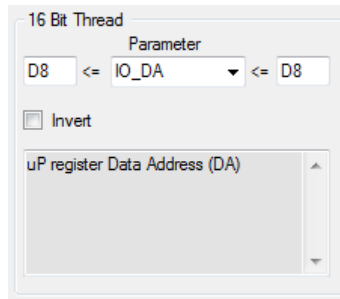 16 Bit Thread
Parameter
D8 <= IO_DA <= D8
Invert
uP register Data Address (DA)